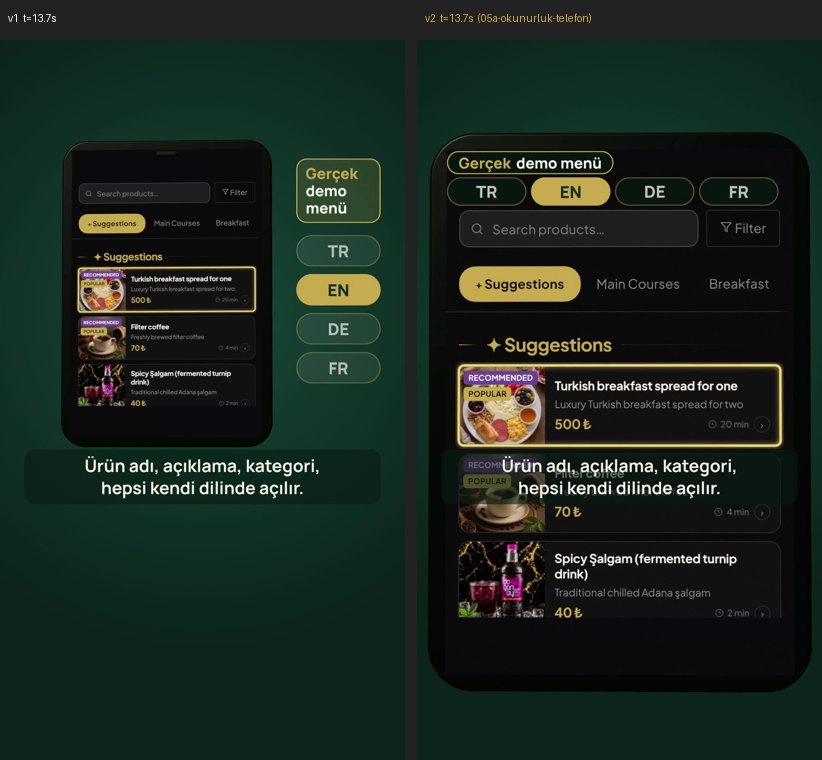 v1 t=13.7s
Search products...
Filter
Suggestions
Main Courses
Breakfast
Suggestions
RECOMMENDED
POPULAR
Turkish breakfast spread for one
Luxury Turkish breakfast spread for two
500 ₺
20 min
RECOMMENDED
POPULAR
Filter coffee
Freshly brewed filter coffee
70 ₺
4 min
Spicy Şalgam (fermented turnip
drink)
Traditional chilled Adana şalgam
40 ₺
2 min
Gerçek
demo
menü
TR
EN
DE
FR
Ürün adı, açıklama, kategori,
hepsi kendi dilinde açılır.
v2 t=13.7s (05a-okunurluk-telefon)
Gerçek demo menü
TR EN DE FR
Search products...
Filter
Suggestions
Main Courses
Breakfast
Suggestions
RECOMMENDED
POPULAR
Turkish breakfast spread for one
Luxury Turkish breakfast spread for two
500 ₺
20 min
POPULAR
Filter coffee
Ürün adı, açıklama, kategori,
hepsi kendi dilinde açılır.
70 ₺
4 min
Spicy Şalgam (fermented turnip
drink)
Traditional chilled Adana şalgam
40 ₺
2 min